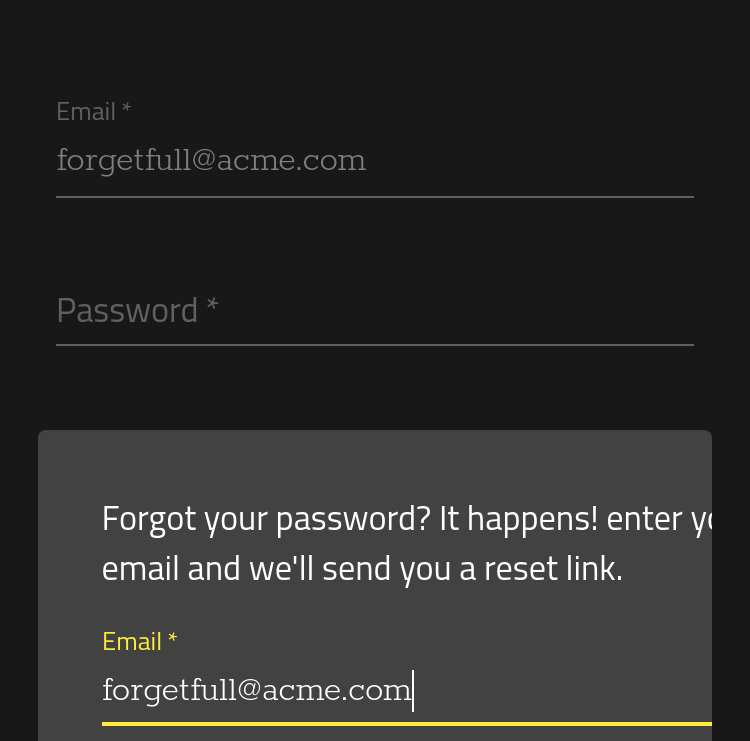 Email *
forgetfull@acme.com
Password *
Forgot your password? It happens! enter
email and we'll send you a reset link.
Email *
forgetfull@acme.com